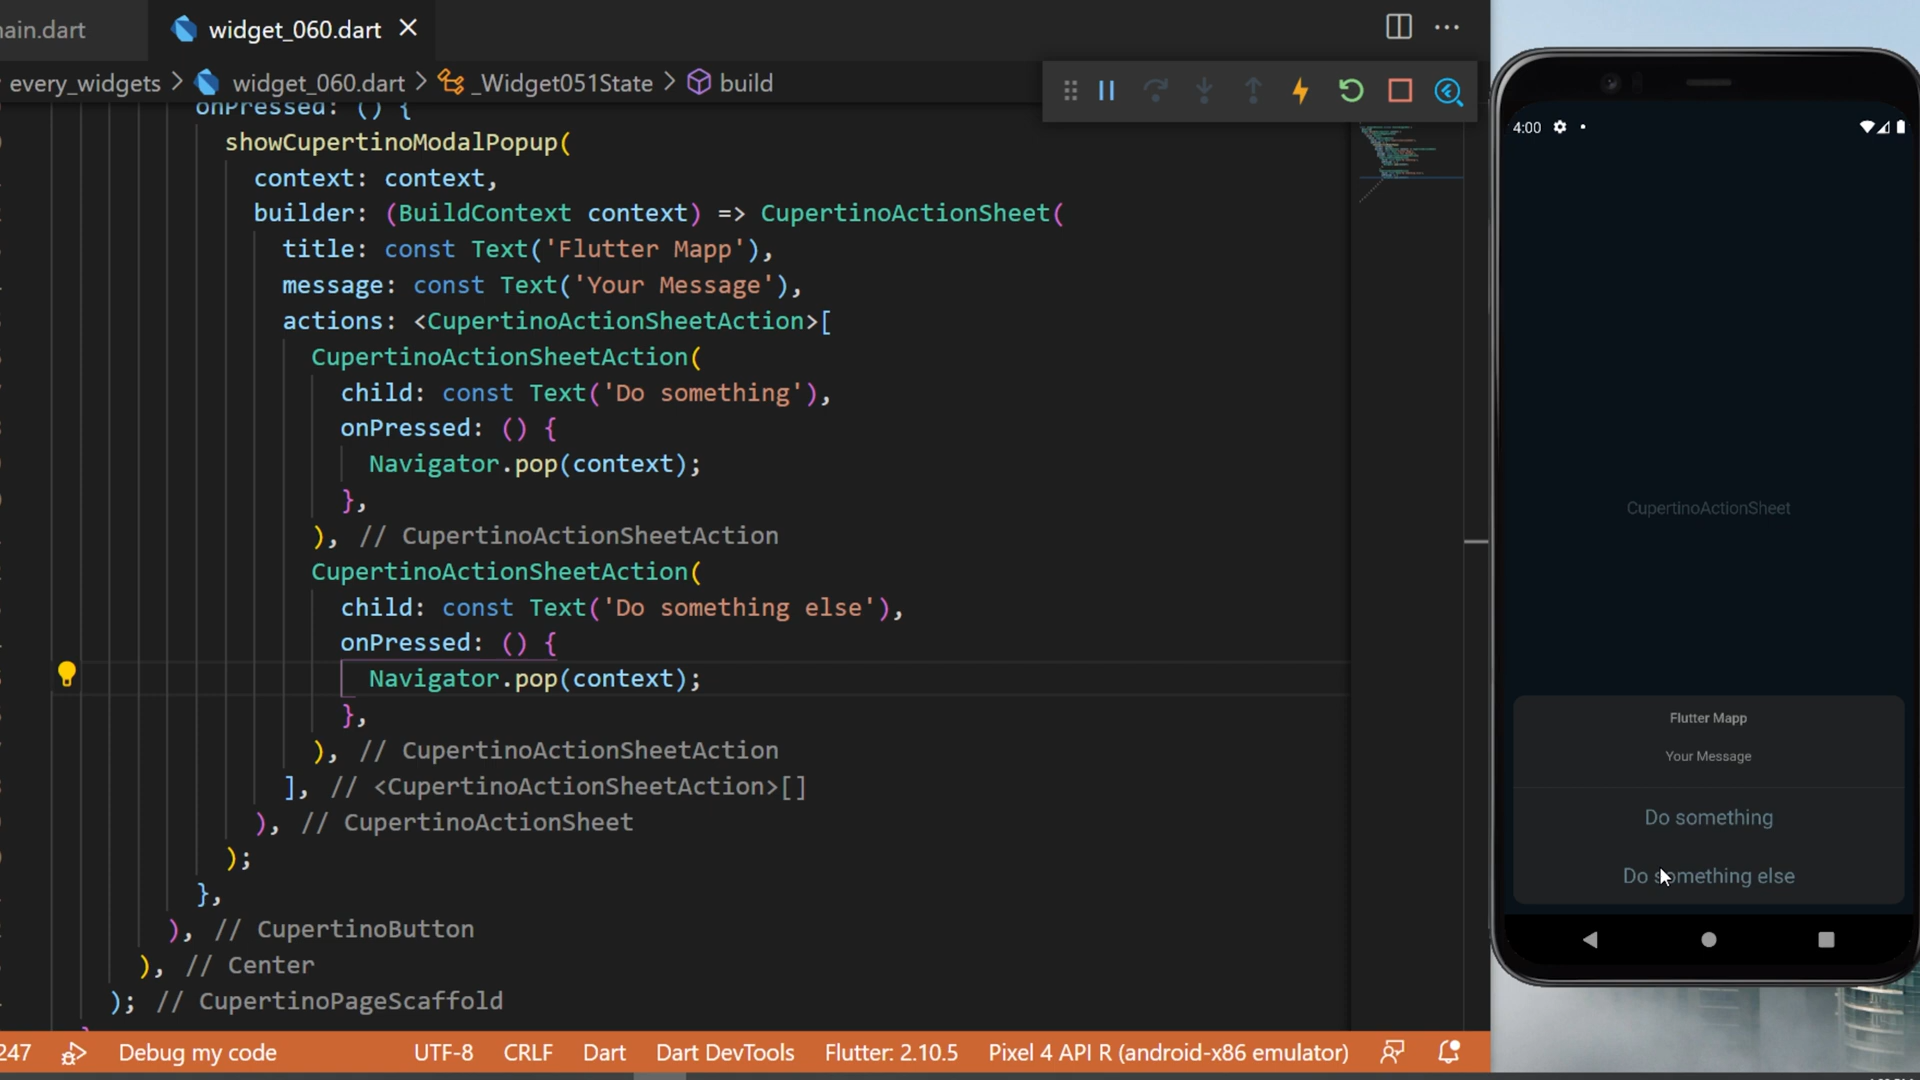 main.dart
widget_060.dart
every_widgets > widget_060.dart > _Widget051State > build
onPressed: () {
showCupertinoModalPopup(
context: context,
builder: (BuildContext context) => CupertinoActionSheet(
title: const Text('Flutter Mapp'),
message: const Text('Your Message'),
actions: <CupertinoActionSheetAction>[
CupertinoActionSheetAction(
child: const Text('Do something'),
onPressed: () {
Navigator.pop(context);
},
), // CupertinoActionSheetAction
CupertinoActionSheetAction(
child: const Text('Do something else'),
onPressed: () {
Navigator.pop(context);
},
), // CupertinoActionSheetAction
], // <CupertinoActionSheetAction>[]
), // CupertinoActionSheet
);
},
), // CupertinoButton
), // Center
); // CupertinoPageScaffold
247 Debug my code UTF-8 CRLF Dart Dart DevTools Flutter: 2.10.5 Pixel 4 API R (android-x86 emulator)
4:00
CupertinoActionSheet
Flutter Mapp
Your Message
Do something
Do something else